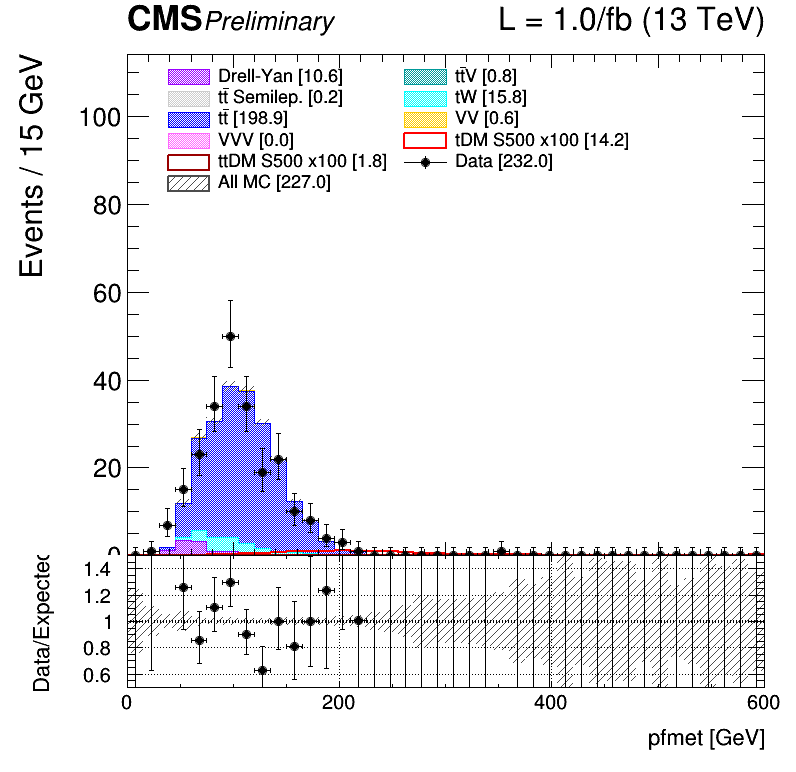 CMS Preliminary L = 1.0/fb (13 TeV)
Events / 15 GeV
Drell-Yan [10.6]
tt̄V [0.8]
tt̄ Semilep. [0.2]
tW [15.8]
tt̄ [198.9]
VV [0.6]
VVV [0.0]
tDM S500 x100 [14.2]
ttDM S500 x100 [1.8]
Data [232.0]
All MC [227.0]
100
80
60
40
20
0
Data/Expected
1.4
1.2
1
0.8
0.6
0 200 400 600
pfmet [GeV]